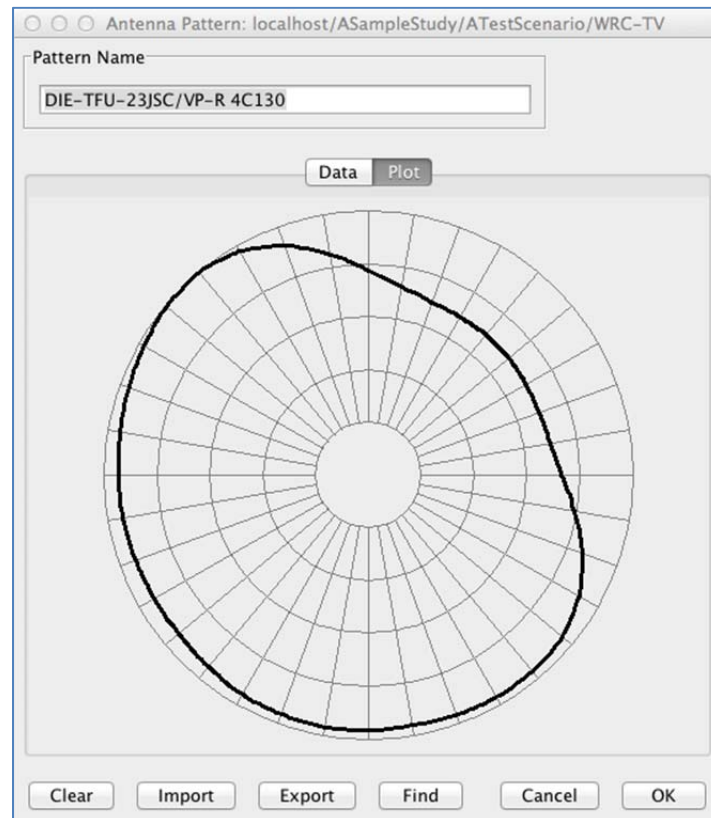 Antenna Pattern: localhost/ASampleStudy/ATestScenario/WRC-TV
Pattern Name
DIE-TFU-23JSC/VP-R 4C130
Data Plot
Clear Import Export Find Cancel OK